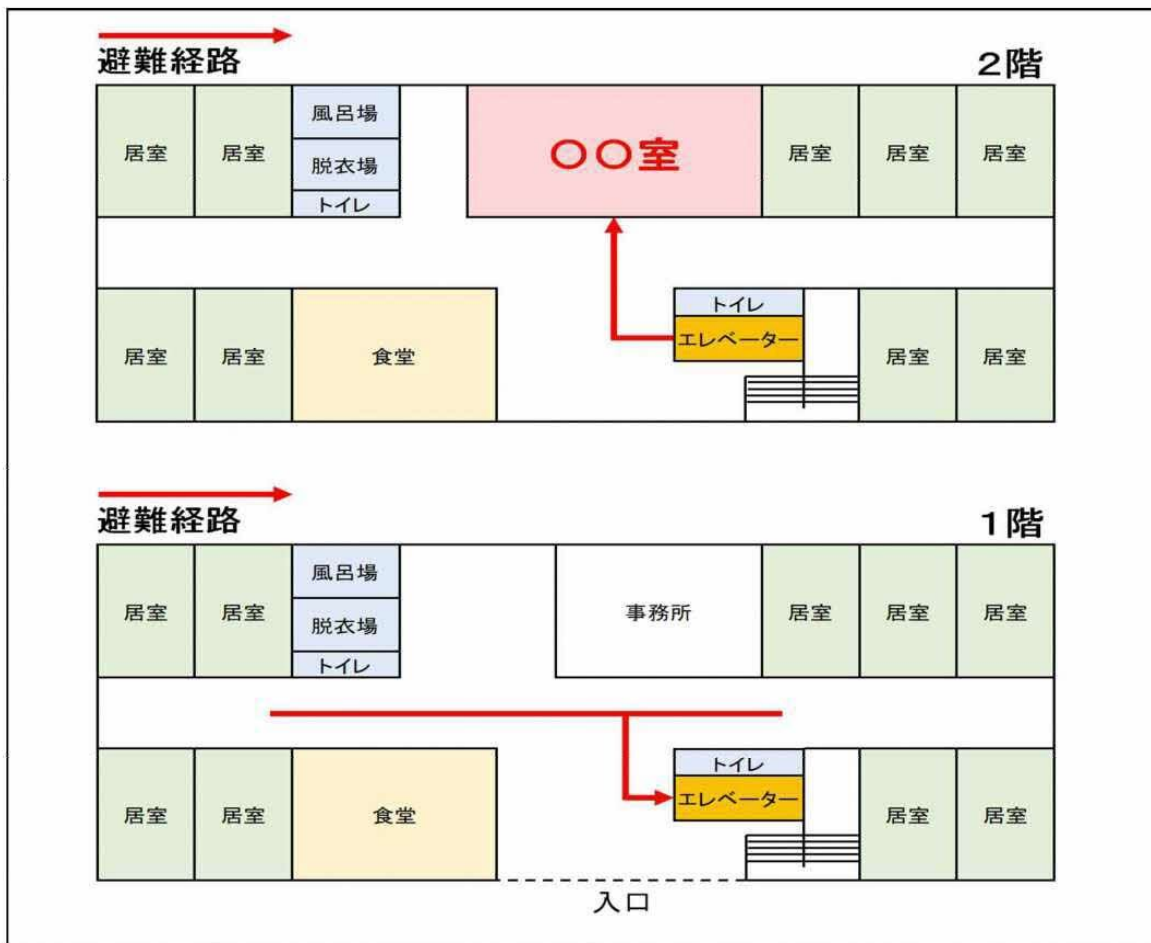 避難経路
2階
居室
居室
風呂場
脱衣場
トイレ
〇〇室
居室
居室
居室
居室
居室
食堂
トイレ
エレベーター
居室
居室
避難経路
1階
居室
居室
風呂場
脱衣場
トイレ
事務所
居室
居室
居室
居室
居室
食堂
トイレ
エレベーター
居室
居室
入口